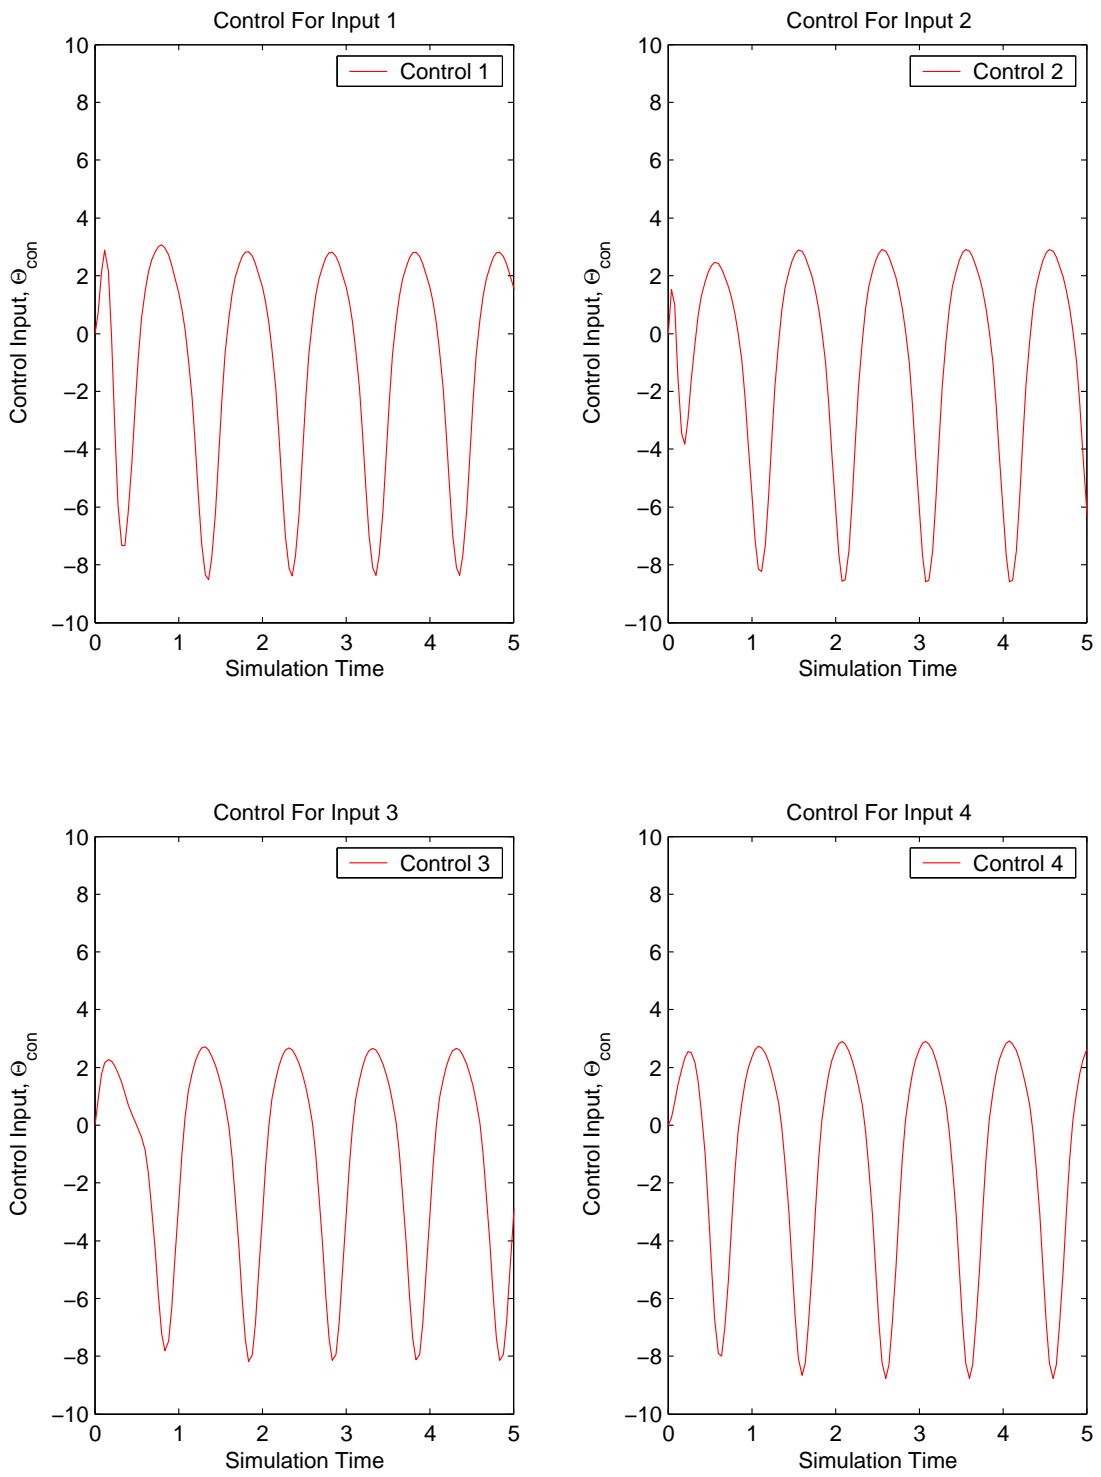 Control For Input 1
10
8
6
4
2
0
−2
−4
−6
−8
−10
0 1 2 3 4 5
Simulation Time
Control Input, Θcon
Control 1
Control For Input 2
10
8
6
4
2
0
−2
−4
−6
−8
−10
0 1 2 3 4 5
Simulation Time
Control Input, Θcon
Control 2
Control For Input 3
10
8
6
4
2
0
−2
−4
−6
−8
−10
0 1 2 3 4 5
Simulation Time
Control Input, Θcon
Control 3
Control For Input 4
10
8
6
4
2
0
−2
−4
−6
−8
−10
0 1 2 3 4 5
Simulation Time
Control Input, Θcon
Control 4